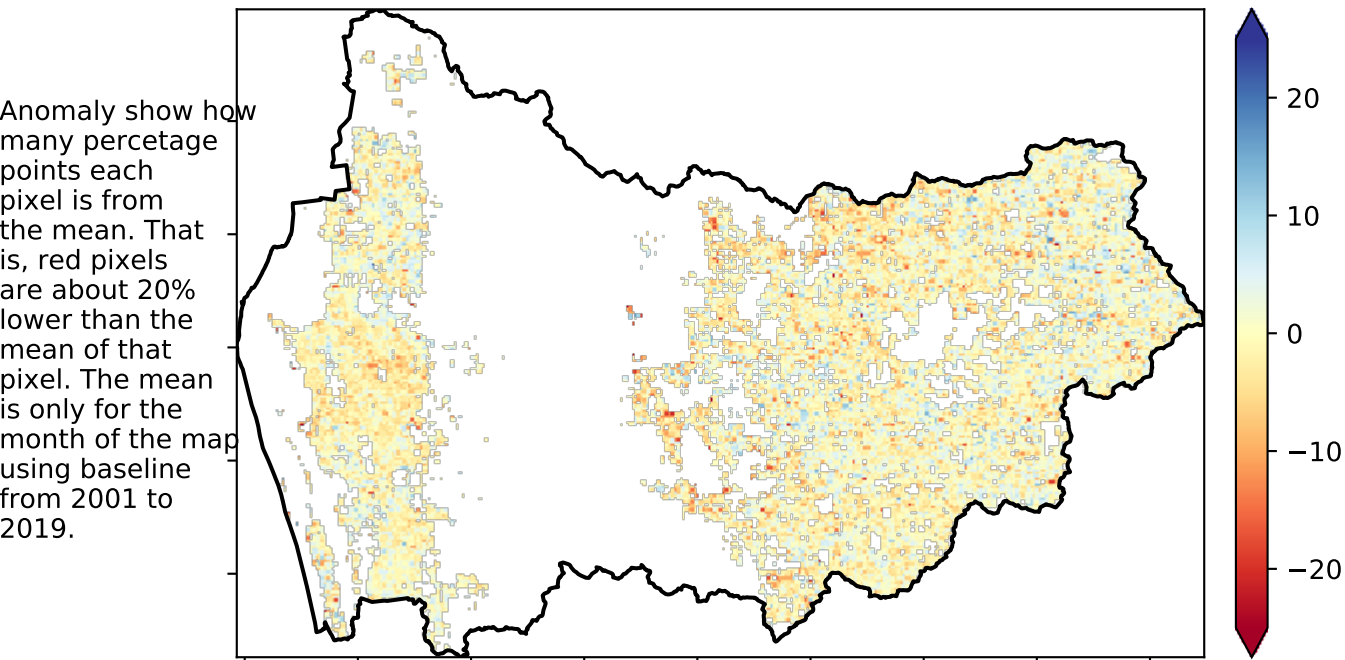 Anomaly show how
many percetage
points each
pixel is from
the mean. That
is, red pixels
are about 20%
lower than the
mean of that
pixel. The mean
is only for the
month of the map
using baseline
from 2001 to
2019.
20
10
0
−10
−20